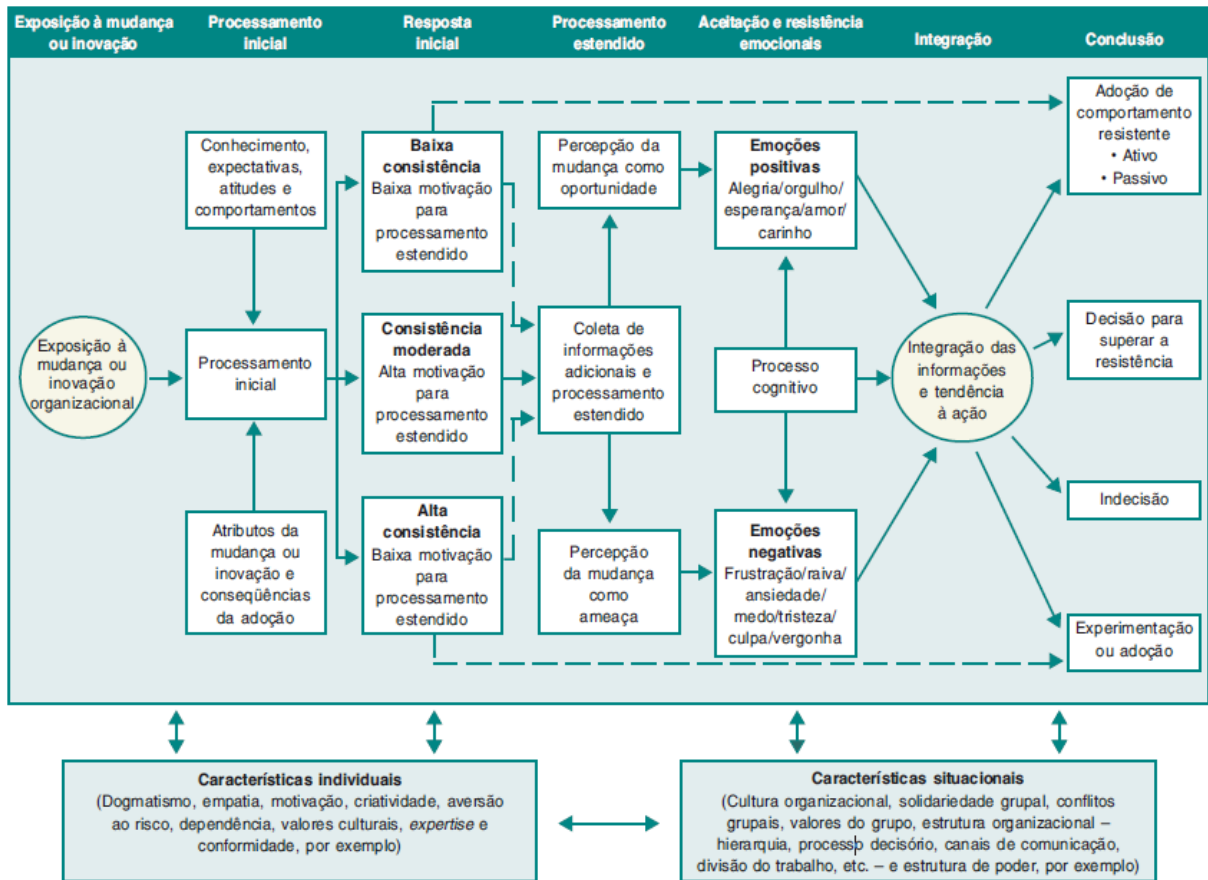 Exposição à mudança
ou inovação
Processamento
inicial
Resposta
inicial
Processamento
estendido
Aceitação e resistência
emocionais
Integração
Conclusão
Conhecimento,
expectativas,
atitudes e
comportamentos
Baixa
consistência
Baixa motivação
para
processamento
estendido
Percepção da
mudança como
oportunidade
Emoções
positivas
Alegria/orgulho/
esperança/amor/
carinho
Adoção de
comportamento
resistente
• Ativo
• Passivo
Exposição à
mudança ou
inovação
organizacional
Processamento
inicial
Consistência
moderada
Alta motivação
para
processamento
estendido
Coleta de
informações
adicionais e
processamento
estendido
Processo
cognitivo
Integração das
informações
e tendência
à ação
Decisão para
superar a
resistência
Indecisão
Atributos da
mudança ou
inovação e
conseqüências
da adoção
Alta
consistência
Baixa motivação
para
processamento
estendido
Percepção
da mudança
como
ameaça
Emoções
negativas
Frustração/raiva/
ansiedade/
medo/tristeza/
culpa/vergonha
Experimentação
ou adoção
Características individuais
(Dogmatismo, empatia, motivação, criatividade, aversão
ao risco, dependência, valores culturais, expertise e
conformidade, por exemplo)
Características situacionais
(Cultura organizacional, solidariedade grupal, conflitos
grupais, valores do grupo, estrutura organizacional –
hierarquia, processo decisório, canais de comunicação,
divisão do trabalho, etc. – e estrutura de poder, por exemplo)